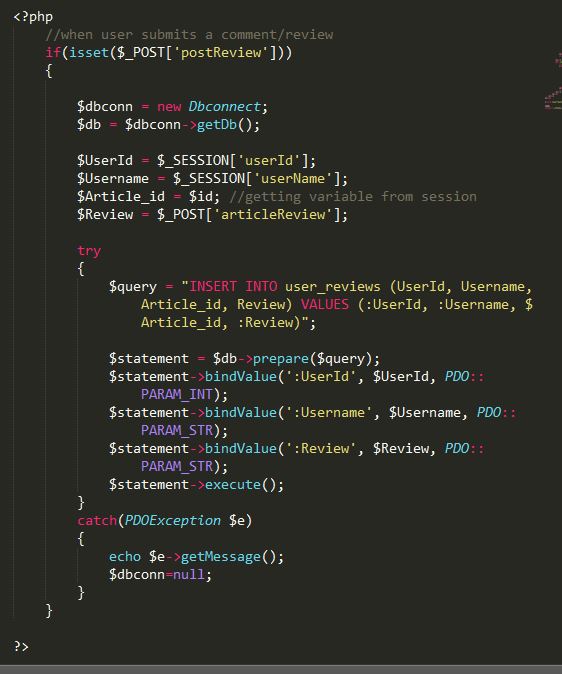 <?php
//when user submits a comment/review
if(isset($_POST['postReview']))
{
$dbconn = new Dbconnect;
$db = $dbconn->getDb();
$UserId = $_SESSION['userId'];
$Username = $_SESSION['userName'];
$Article_id = $id; //getting variable from session
$Review = $_POST['articleReview'];
try
{
$query = "INSERT INTO user_reviews (UserId, Username,
Article_id, Review) VALUES (:UserId, :Username, $
Article_id, :Review)";
$statement = $db->prepare($query);
$statement->bindValue(':UserId', $UserId, PDO::
PARAM_INT);
$statement->bindValue(':Username', $Username, PDO::
PARAM_STR);
$statement->bindValue(':Review', $Review, PDO::
PARAM_STR);
$statement->execute();
}
catch(PDOException $e)
{
echo $e->getMessage();
$dbconn=null;
}
}
?>